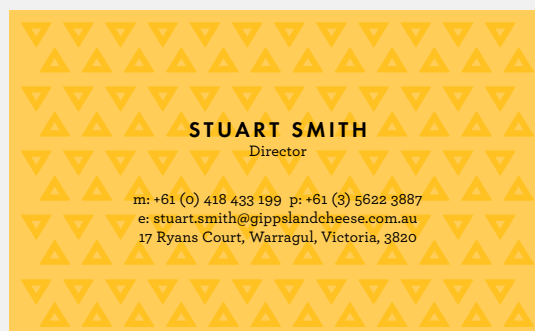 STUART SMITH
Director
m: +61 (0) 418 433 199 p: +61 (3) 5622 3887
e: stuart.smith@gippslandcheese.com.au
17 Ryans Court, Warragul, Victoria, 3820